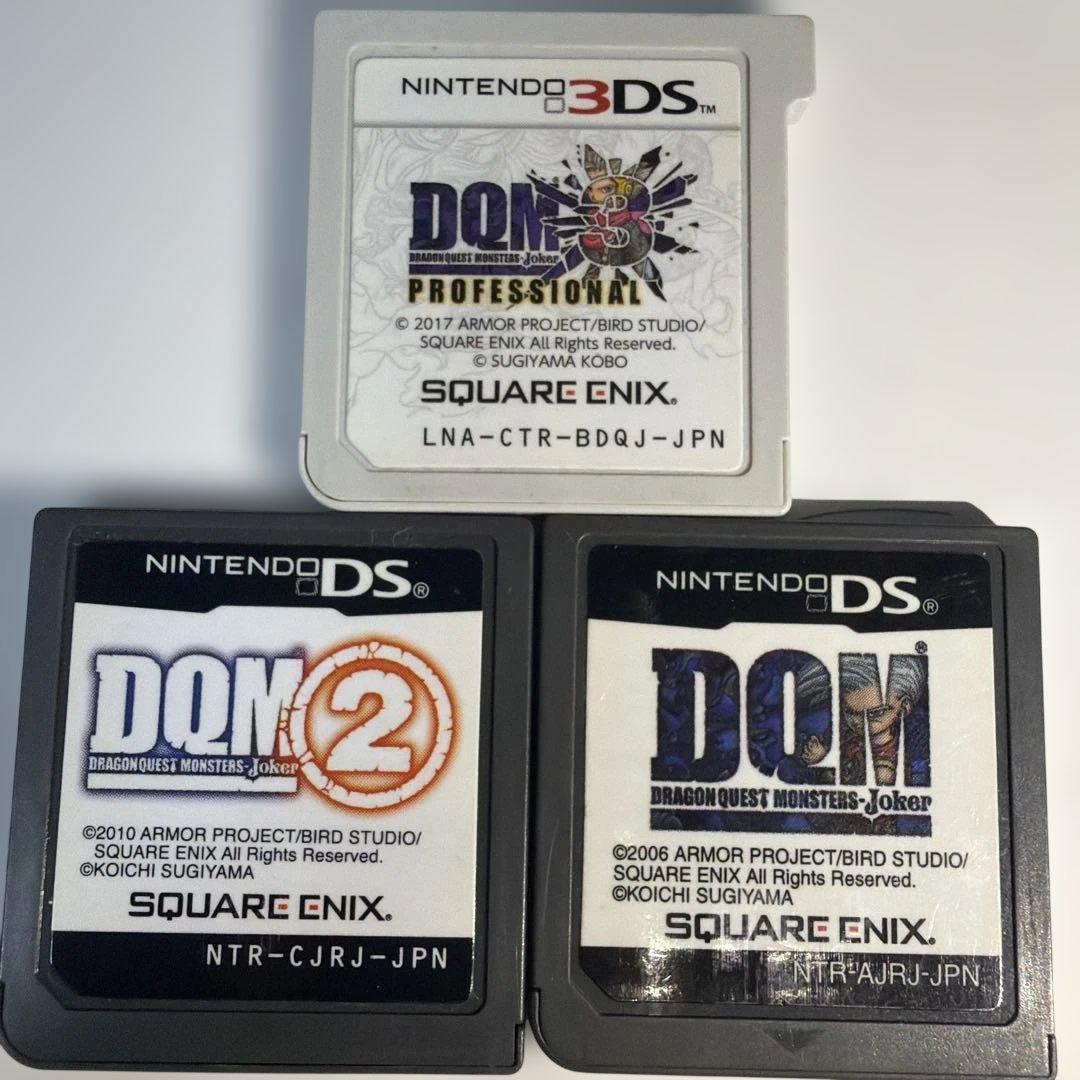 NINTENDO 3DS™
DQM 3
DRAGON QUEST MONSTERS-Joker
PROFESSIONAL
© 2017 ARMOR PROJECT/BIRD STUDIO/
SQUARE ENIX All Rights Reserved.
© SUGIYAMA KOBO
SQUARE ENIX®
LNA-CTR-BDQJ-JPN
NINTENDO DS®
DQM 2
DRAGON QUEST MONSTERS-Joker
©2010 ARMOR PROJECT/BIRD STUDIO/
SQUARE ENIX All Rights Reserved.
©KOICHI SUGIYAMA
SQUARE ENIX®
NTR-CJRJ-JPN
NINTENDO DS®
DQM®
DRAGON QUEST MONSTERS-Joker
©2006 ARMOR PROJECT/BIRD STUDIO/
SQUARE ENIX All Rights Reserved.
©KOICHI SUGIYAMA
SQUARE ENIX®
NTR-AJRJ-JPN